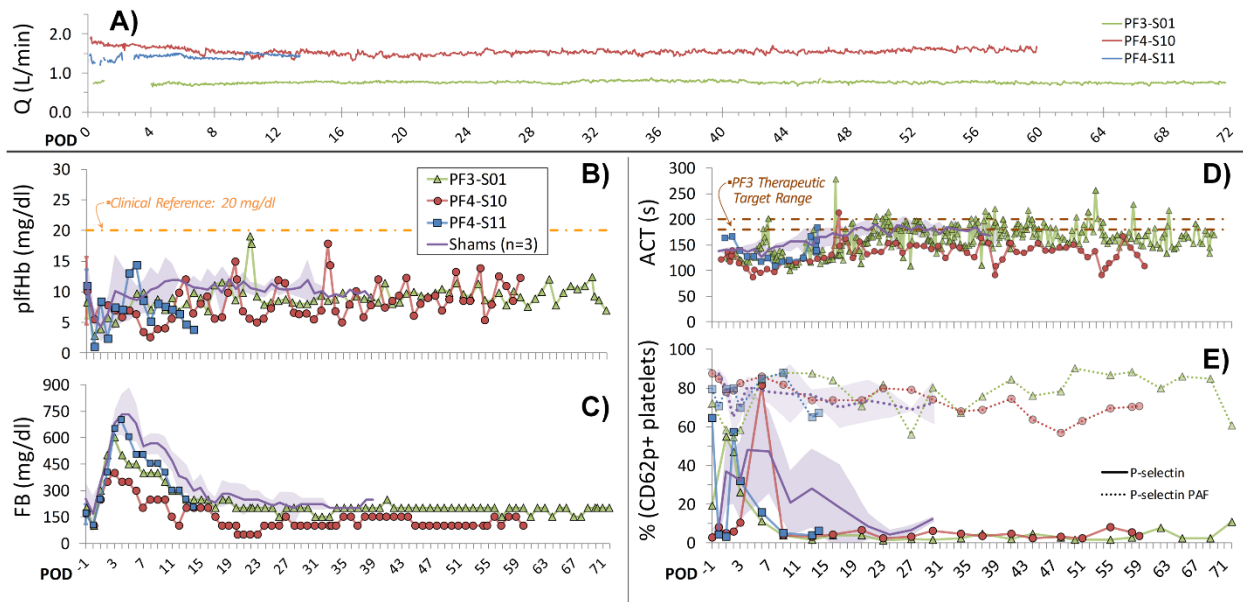 A)
Q (L/min)
2.0
1.0
0.0
PF3-S01
PF4-S10
PF4-S11
POD
0 4 8 12 16 20 24 28 32 36 40 44 48 52 56 60 64 68 72
B)
plfHb (mg/dl)
30
25
20
15
10
5
0
Clinical Reference: 20 mg/dl
PF3-S01
PF4-S10
PF4-S11
Shams (n=3)
C)
FB (mg/dl)
900
750
600
450
300
150
0
POD
-1 3 7 11 15 19 23 27 31 35 39 43 47 51 55 59 63 67 71
D)
ACT (s)
300
250
200
150
100
50
0
PF3 Therapeutic
Target Range
E)
% (CD62p+ platelets)
100
80
60
40
20
0
P-selectin
P-selectin PAF
POD
-1 3 7 11 15 19 23 27 31 35 39 43 47 51 55 59 63 67 71